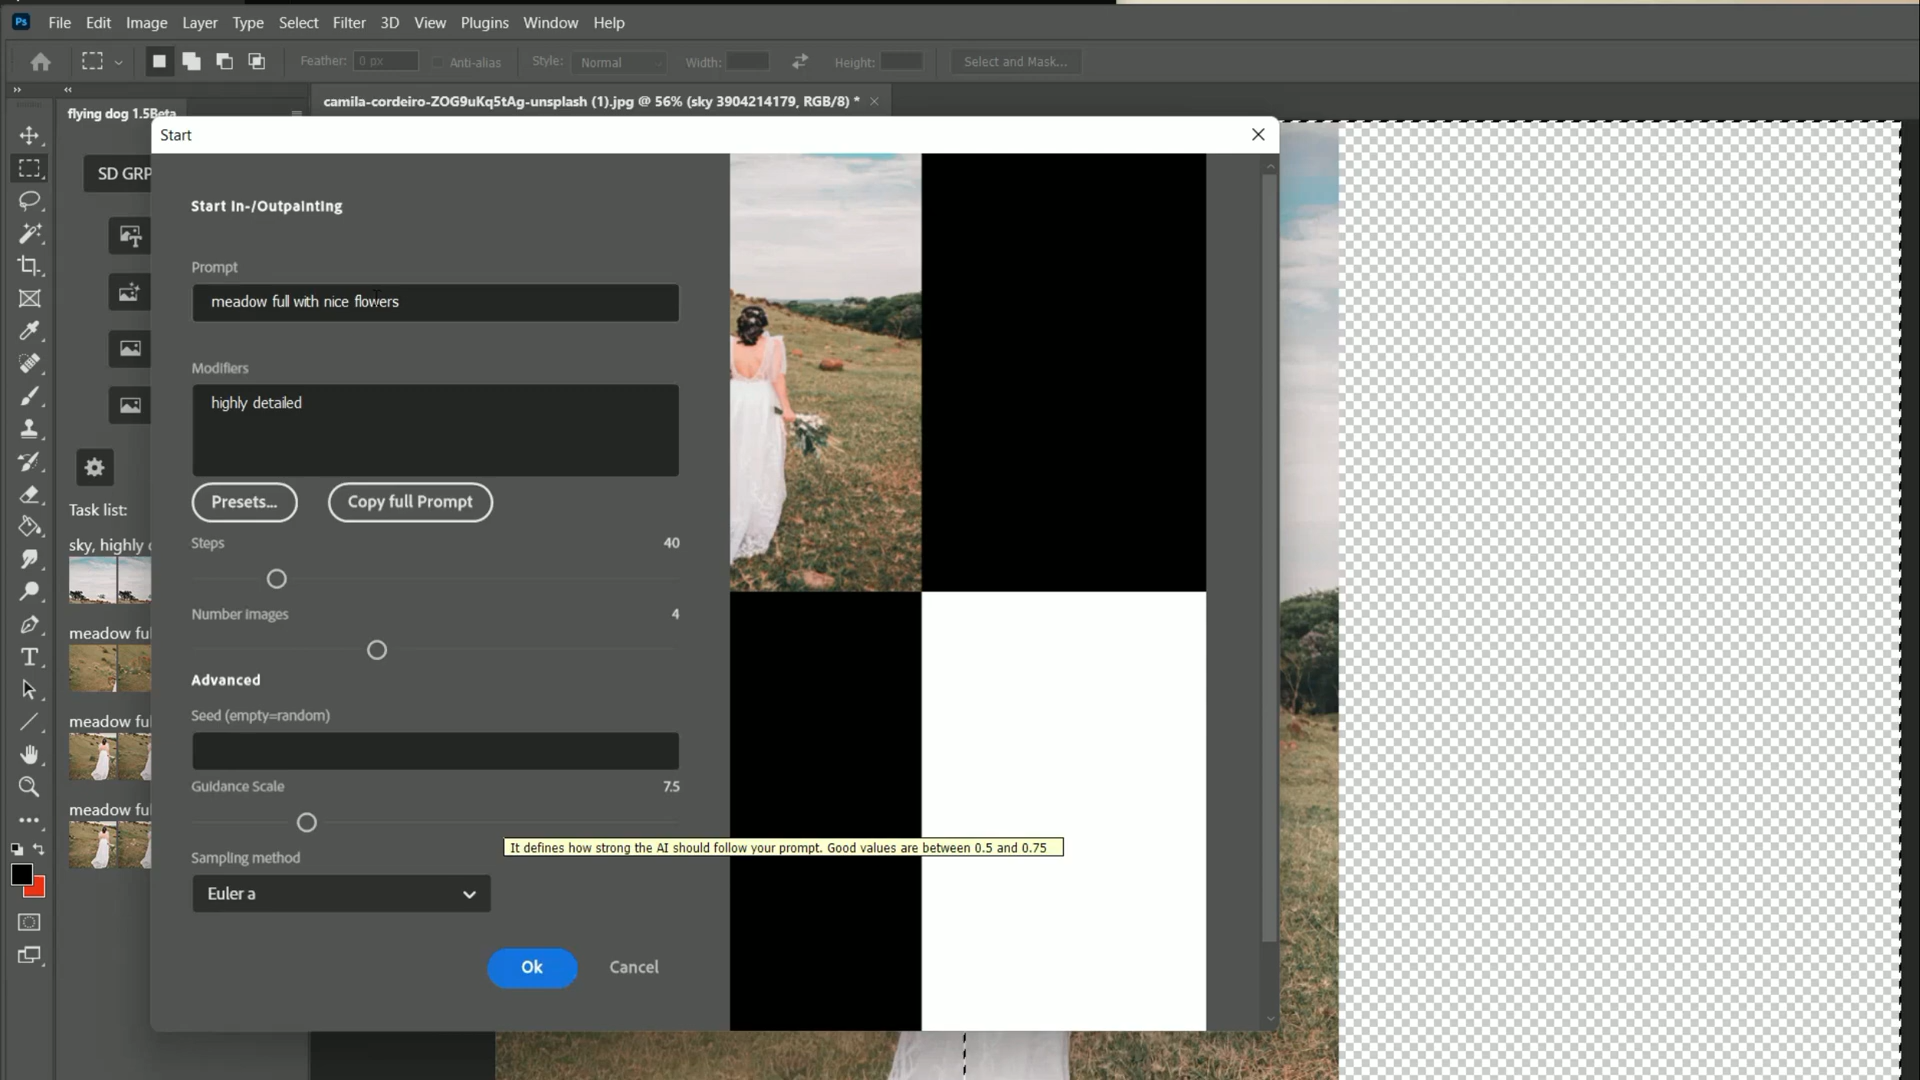 Ps File Edit Image Layer Type Select Filter 3D View Plugins Window Help
Feather: 0 px Anti-alias Style: Normal Width: Height: Select and Mask...
camila-cordeiro-ZOG9uKq5tAg-unsplash (1).jpg @ 56% (sky 3904214179, RGB/8) *
flying dog 1.5Beta
Start
SD GRP
Start In-/Outpainting
Prompt
meadow full with nice flowers
Modifiers
highly detailed
Presets...
Copy full Prompt
Task list:
Steps 40
sky, highly
Number Images 4
meadow ful
Advanced
Seed (empty=random)
meadow ful
Guidance Scale 7.5
meadow ful
It defines how strong the AI should follow your prompt. Good values are between 0.5 and 0.75
Sampling method
Euler a
Ok
Cancel